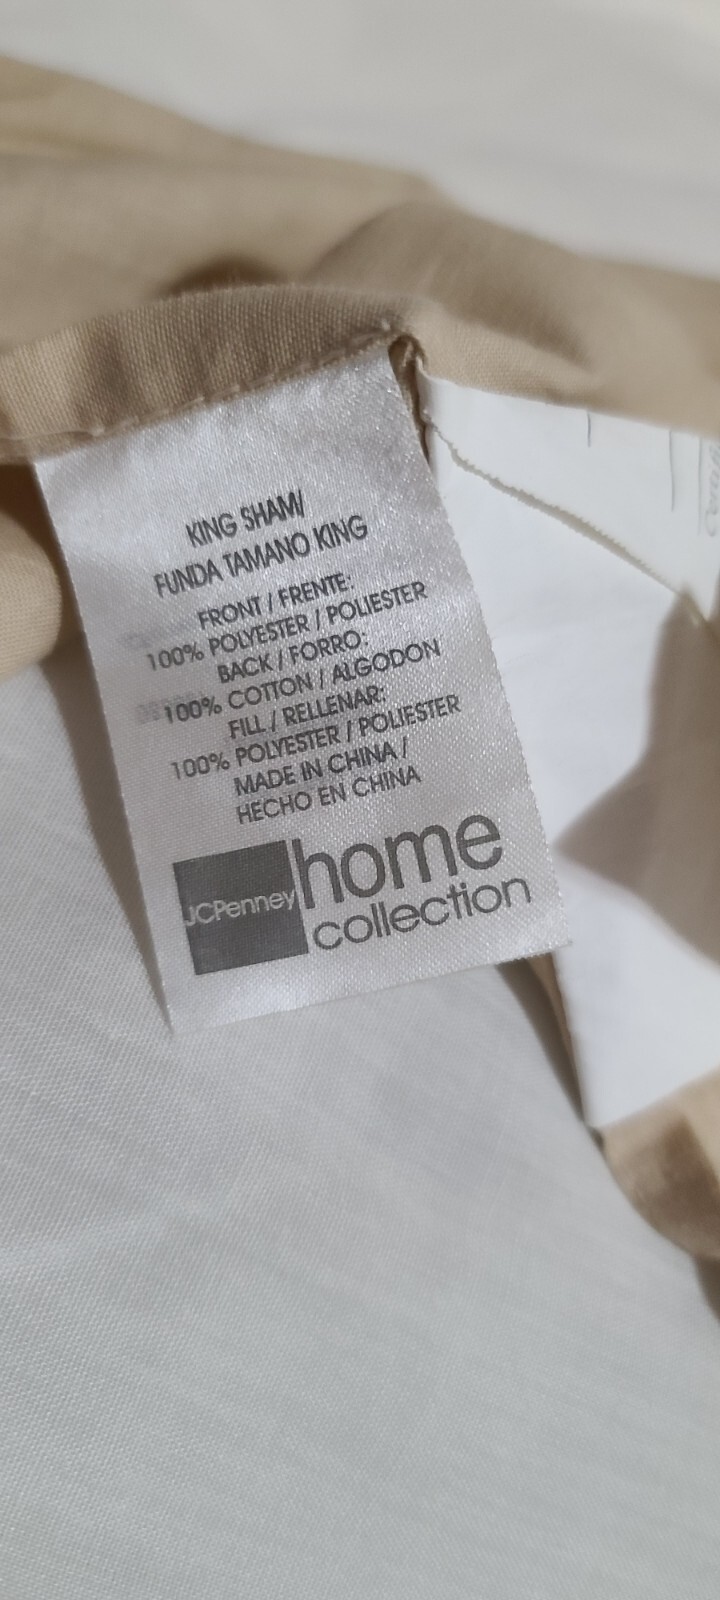 KING SHAM/
FUNDA TAMANO KING
FRONT / FRENTE:
100% POLYESTER / POLIESTER
BACK / FORRO:
100% COTTON / ALGODON
FILL / RELLENAR:
100% POLYESTER / POLIESTER
MADE IN CHINA /
HECHO EN CHINA
JCPenney
home
collection